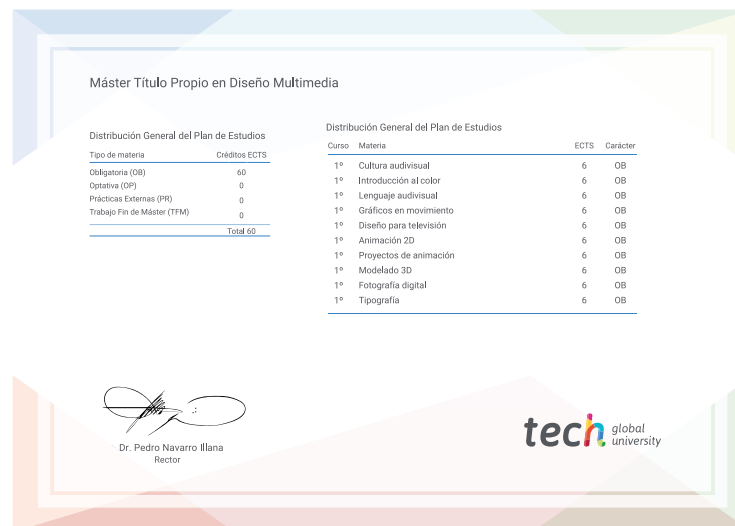 Máster Título Propio en Diseño Multimedia
Distribución General del Plan de Estudios
Tipo de materia Créditos ECTS
Obligatoria (OB) 60
Optativa (OP) 0
Prácticas Externas (PR) 0
Trabajo Fin de Máster (TFM) 0
Total 60
Distribución General del Plan de Estudios
Curso Materia ECTS Carácter
1º Cultura audivisual 6 OB
1º Introducción al color 6 OB
1º Lenguaje audivisual 6 OB
1º Gráficos en movimiento 6 OB
1º Diseño para televisión 6 OB
1º Animación 2D 6 OB
1º Proyectos de animación 6 OB
1º Modelado 3D 6 OB
1º Fotografía digital 6 OB
1º Tipografía 6 OB
Dr. Pedro Navarro Illana
Rector
tech global
university